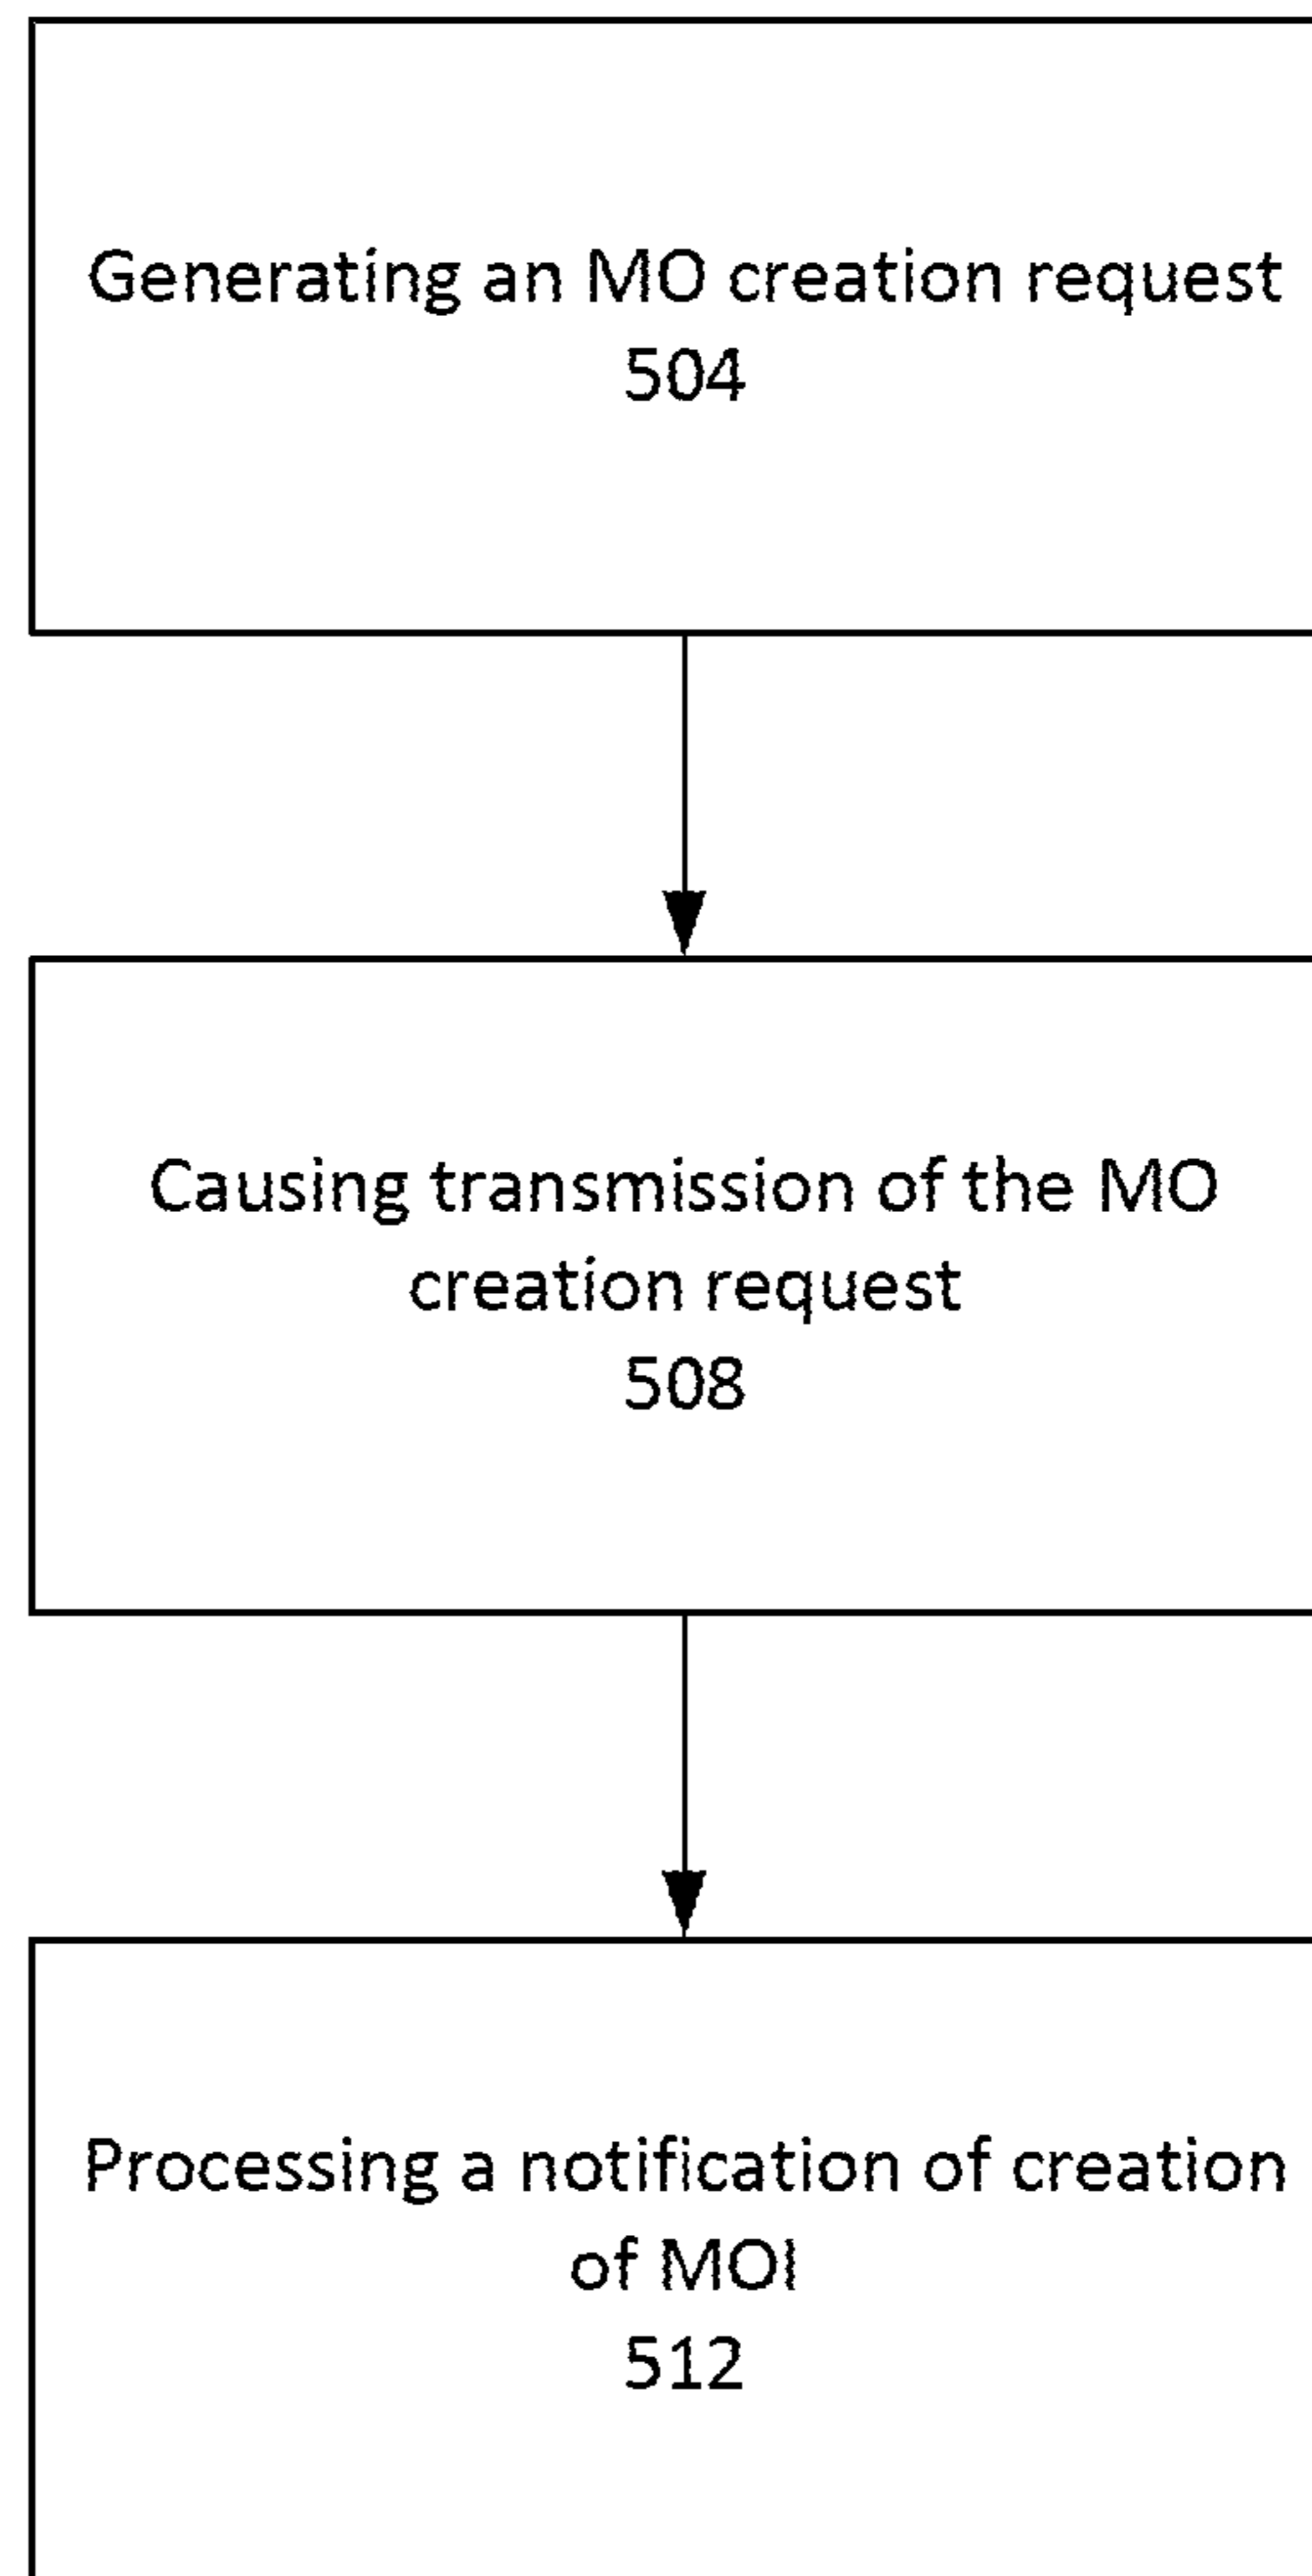 Generating an MO creation request
504
Causing transmission of the MO
creation request
508
Processing a notification of creation
of MOI
512